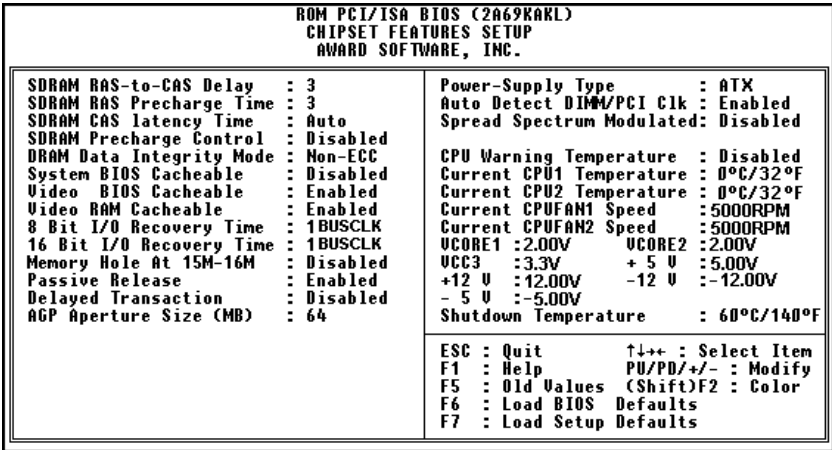 ROM PCI/ISA BIOS (2A69KAKL)
CHIPSET FEATURES SETUP
AWARD SOFTWARE, INC.
SDRAM RAS-to-CAS Delay : 3
SDRAM RAS Precharge Time : 3
SDRAM CAS latency Time : Auto
SDRAM Precharge Control : Disabled
DRAM Data Integrity Mode : Non-ECC
System BIOS Cacheable : Disabled
Video BIOS Cacheable : Enabled
Video RAM Cacheable : Enabled
8 Bit I/O Recovery Time : 1BUSCLK
16 Bit I/O Recovery Time : 1BUSCLK
Memory Hole At 15M-16M : Disabled
Passive Release : Enabled
Delayed Transaction : Disabled
AGP Aperture Size (MB) : 64
Power-Supply Type : ATX
Auto Detect DIMM/PCI Clk : Enabled
Spread Spectrum Modulated: Disabled
CPU Warning Temperature : Disabled
Current CPU1 Temperature : 0ºC/32ºF
Current CPU2 Temperature : 0ºC/32ºF
Current CPUFAN1 Speed :5000RPM
Current CPUFAN2 Speed :5000RPM
VCORE1 :2.00V VCORE2 :2.00V
VCC3 :3.3V + 5 V :5.00V
+12 V :12.00V -12 V :-12.00V
- 5 V :-5.00V
Shutdown Temperature : 60ºC/140ºF
ESC : Quit ↑↓→← : Select Item
F1 : Help PU/PD/+/- : Modify
F5 : Old Values (Shift)F2 : Color
F6 : Load BIOS Defaults
F7 : Load Setup Defaults